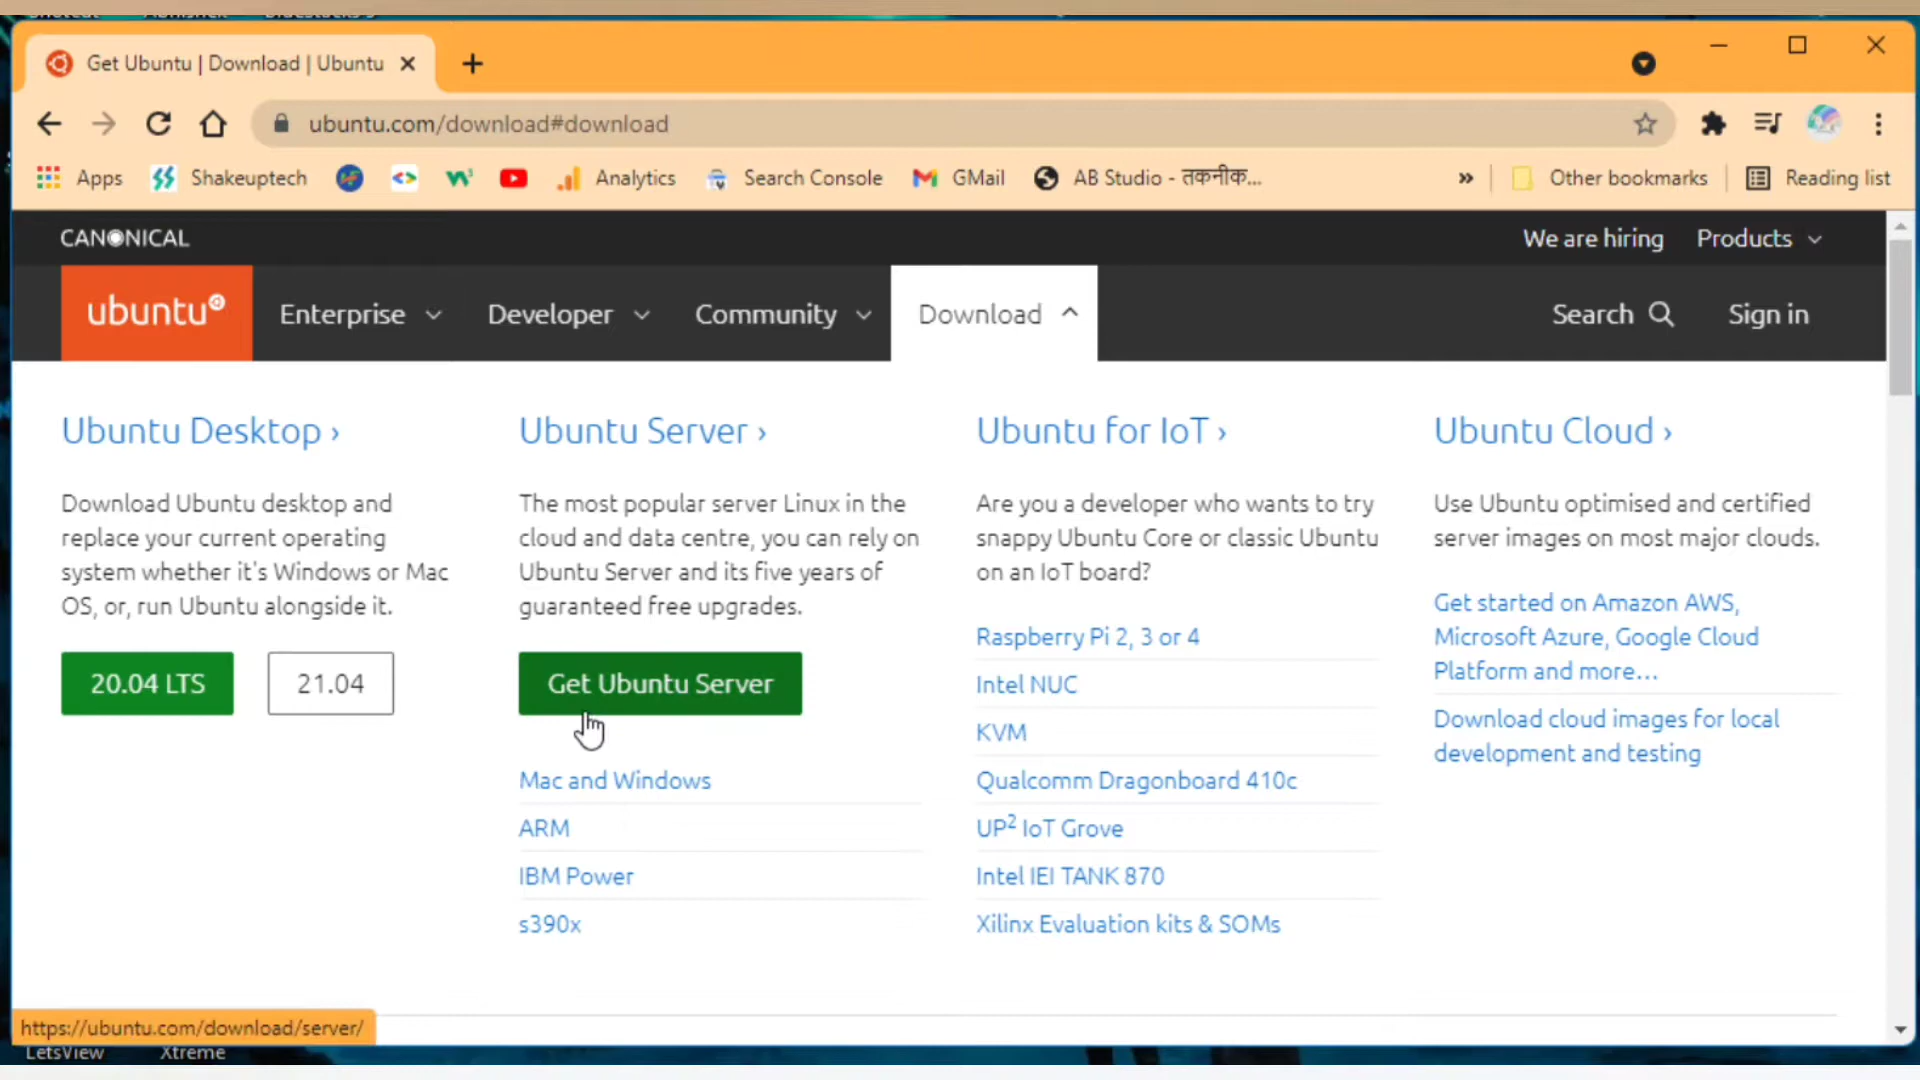 Get Ubuntu | Download | Ubuntu
ubuntu.com/download#download
Apps Shakeuptech Analytics Search Console GMail AB Studio - तकनीक... » Other bookmarks Reading list
CANONICAL We are hiring Products
ubuntu Enterprise Developer Community Download Search Sign in
Ubuntu Desktop ›
Download Ubuntu desktop and
replace your current operating
system whether it's Windows or Mac
OS, or, run Ubuntu alongside it.
20.04 LTS 21.04
Ubuntu Server ›
The most popular server Linux in the
cloud and data centre, you can rely on
Ubuntu Server and its five years of
guaranteed free upgrades.
Get Ubuntu Server
Mac and Windows
ARM
IBM Power
s390x
Ubuntu for IoT ›
Are you a developer who wants to try
snappy Ubuntu Core or classic Ubuntu
on an IoT board?
Raspberry Pi 2, 3 or 4
Intel NUC
KVM
Qualcomm Dragonboard 410c
UP² IoT Grove
Intel IEI TANK 870
Xilinx Evaluation kits & SOMs
Ubuntu Cloud ›
Use Ubuntu optimised and certified
server images on most major clouds.
Get started on Amazon AWS,
Microsoft Azure, Google Cloud
Platform and more…
Download cloud images for local
development and testing
https://ubuntu.com/download/server/
LetsView Xtreme